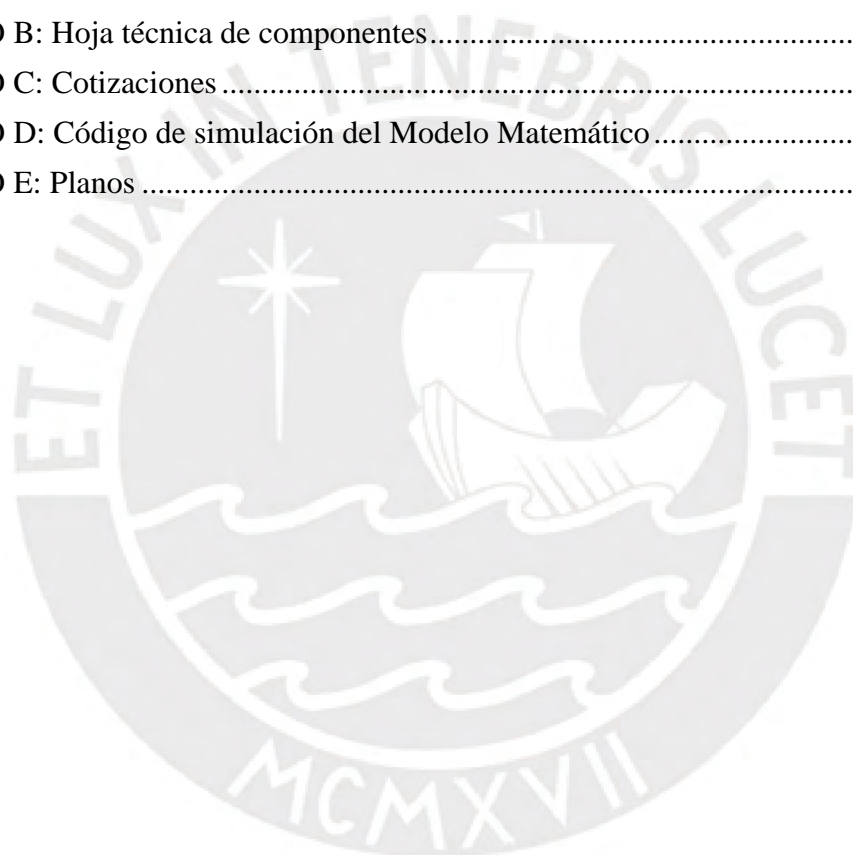 O B: Hoja técnica de componentes..........................................................
O C: Cotizaciones..........................................................................................
O D: Código de simulación del Modelo Matemático...........................
O E: Planos.....................................................................................................
ET LUX IN TENEBRIS LUCET
MCMXVII